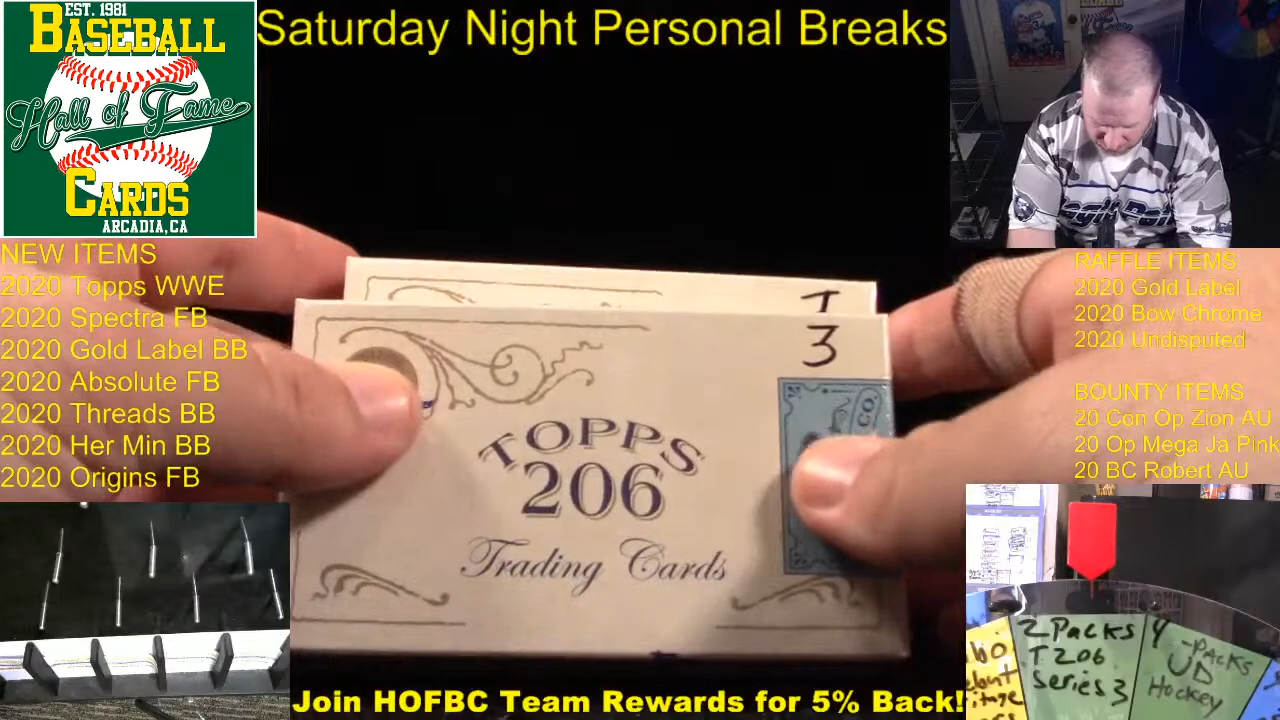 EST. 1981
BASEBALL
Hall of Fame
CARDS
ARCADIA, CA
Saturday Night Personal Breaks
NEW ITEMS
2020 Topps WWE
2020 Spectra FB
2020 Gold Label BB
2020 Absolute FB
2020 Threads BB
2020 Her Min BB
2020 Origins FB
3
TOPPS
206
Trading Cards
CO.
RAFFLE ITEMS
2020 Gold Label
2020 Bow Chrome
2020 Undisputed
BOUNTY ITEMS
20 Con Op Zion AU
20 Op Mega Ja Pink
20 BC Robert AU
2 Packs
T206
Series 3
4
-PACKS
UD
Hockey
Join HOFBC Team Rewards for 5% Back!